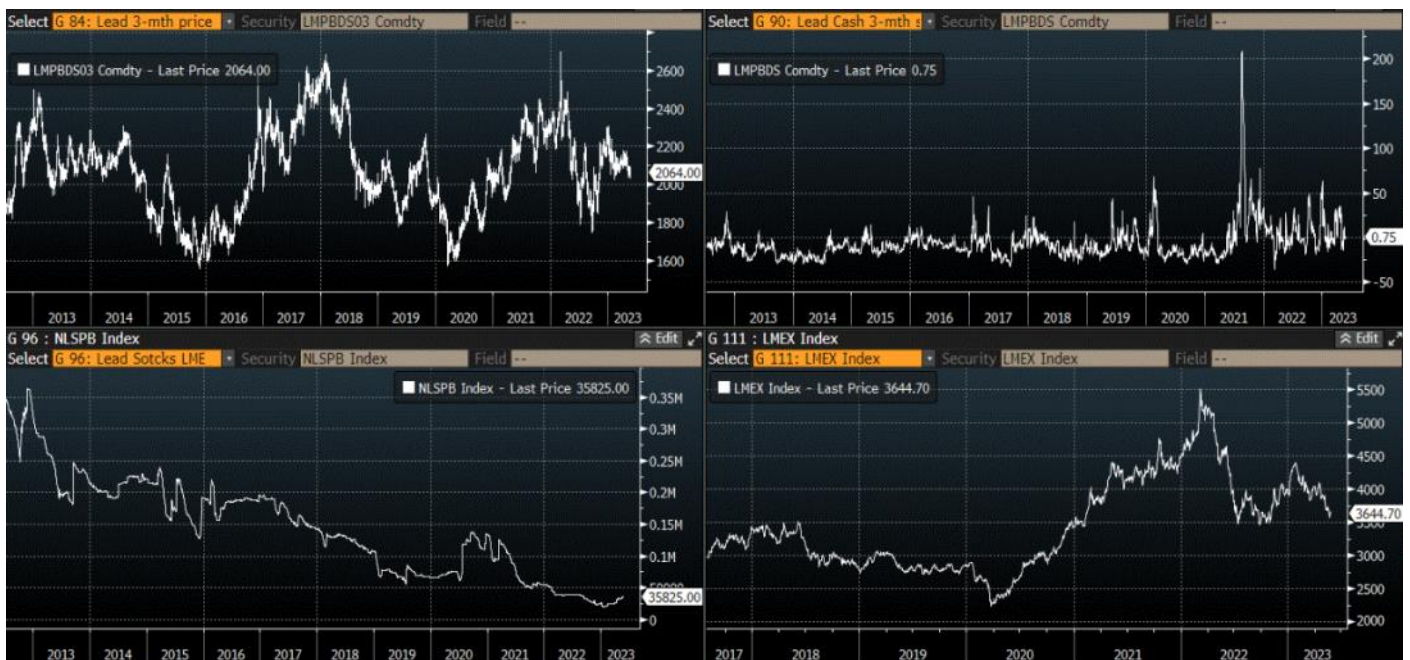 Select G 84: Lead 3-mth price Security LMPBDS03 Comdty Field --
LMPBDS03 Comdty - Last Price 2064.00
2600
2400
2200
2064.00
2000
1800
1600
2013 2014 2015 2016 2017 2018 2019 2020 2021 2022 2023
Select G 90: Lead Cash 3-mth s Security LMPBDS Comdty Field --
LMPBDS Comdty - Last Price 0.75
200
150
100
50
0.75
-50
2013 2014 2015 2016 2017 2018 2019 2020 2021 2022 2023
G 96 : NLSPB Index Edit
Select G 96: Lead Sotcks LME Security NLSPB Index Field --
NLSPB Index - Last Price 35825.00
0.35M
0.3M
0.25M
0.2M
0.15M
0.1M
50000
35825.00
0
2013 2014 2015 2016 2017 2018 2019 2020 2021 2022 2023
G 111 : LMEX Index Edit
Select G 111: LMEX Index Security LMEX Index Field --
LMEX Index - Last Price 3644.70
5500
5000
4500
4000
3644.70
3500
3000
2500
2000
2017 2018 2019 2020 2021 2022 2023